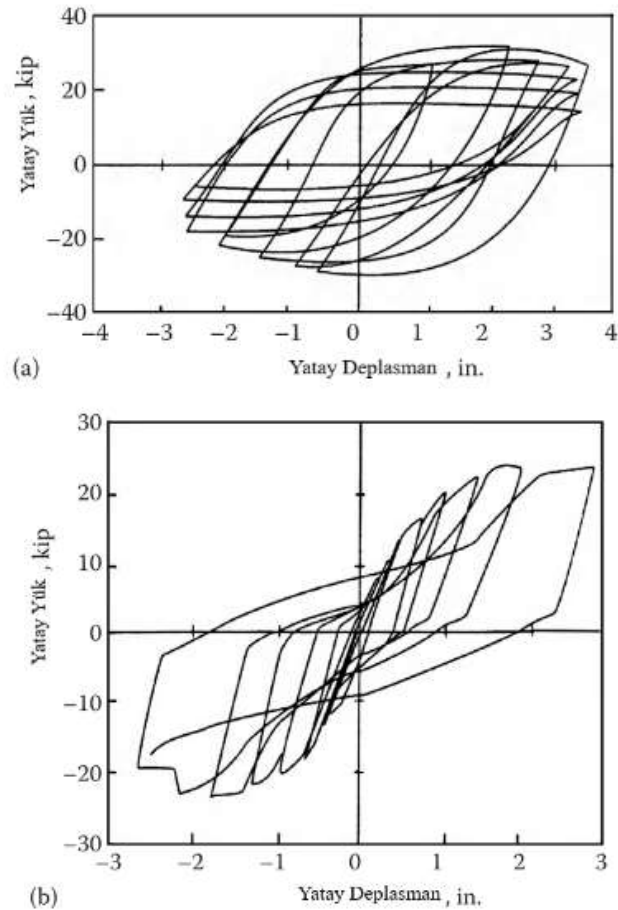 40
20
0
−20
−40
Yatay Yük , kip
−4 −3 −2 −1 0 1 2 3 4
(a)
Yatay Deplasman , in.
30
20
10
0
−10
−20
−30
Yatay Yük , kip
−3 −2 −1 0 1 2 3
(b)
Yatay Deplasman , in.